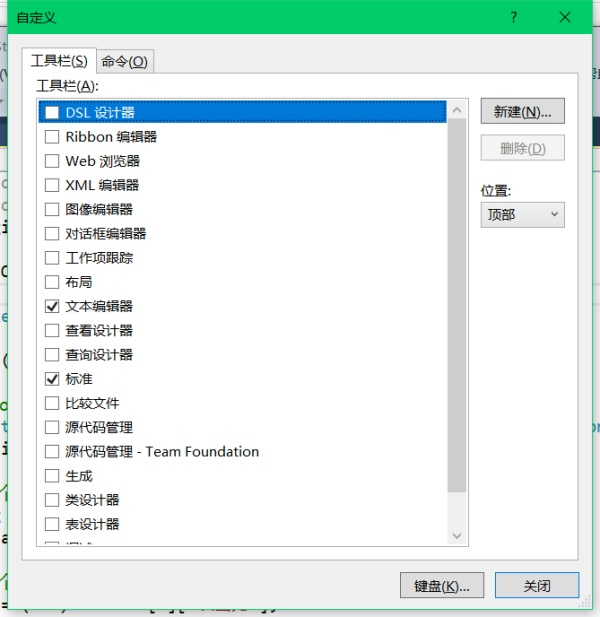 自定义
工具栏(S)
命令(O)
工具栏(A):
DSL 设计器
Ribbon 编辑器
Web 浏览器
XML 编辑器
图像编辑器
对话框编辑器
工作项跟踪
布局
文本编辑器
查看设计器
查询设计器
标准
比较文件
源代码管理
源代码管理 - Team Foundation
生成
类设计器
表设计器
新建(N)...
删除(D)
位置:
顶部
键盘(K)...
关闭